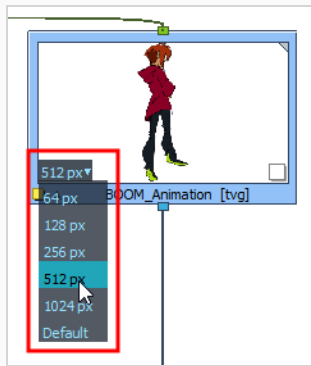 512 px
64 px
BOOM_Animation [tvg]
128 px
256 px
512 px
1024 px
Default